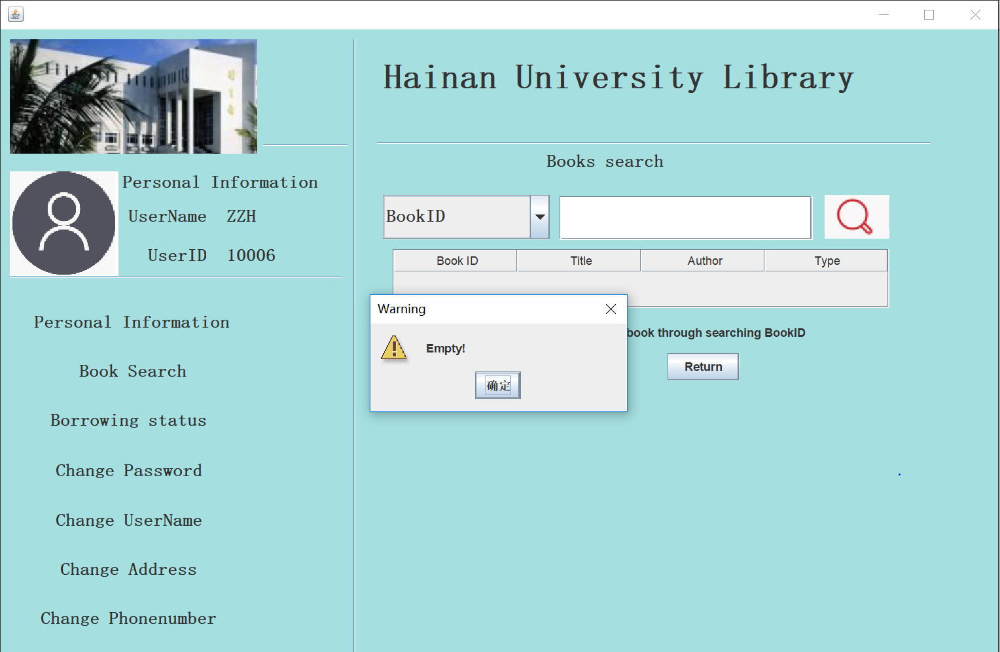 Hainan University Library
Personal Information
UserName ZZH
UserID 10006
Personal Information
Book Search
Borrowing status
Change Password
Change UserName
Change Address
Change Phonenumber
Books search
BookID
Book ID Title Author Type
book through searching BookID
Return
Warning
Empty!
确定